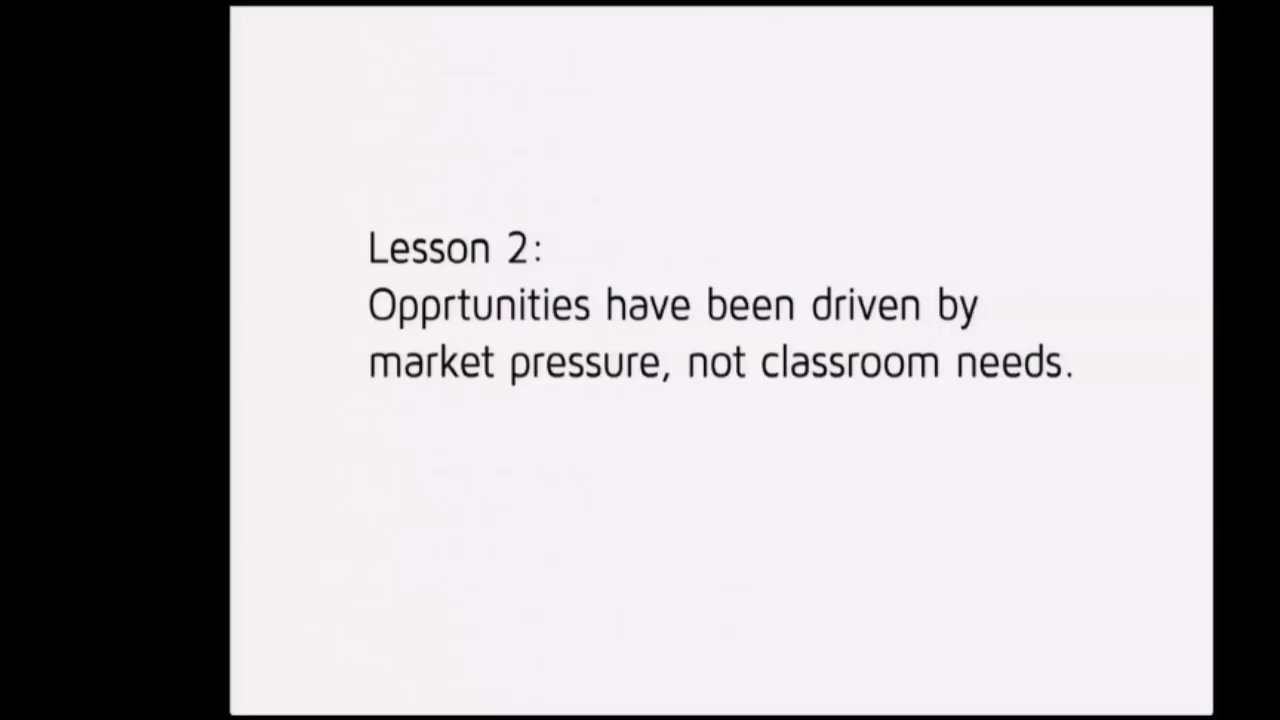 Lesson 2:
Opprtunities have been driven by
market pressure, not classroom needs.